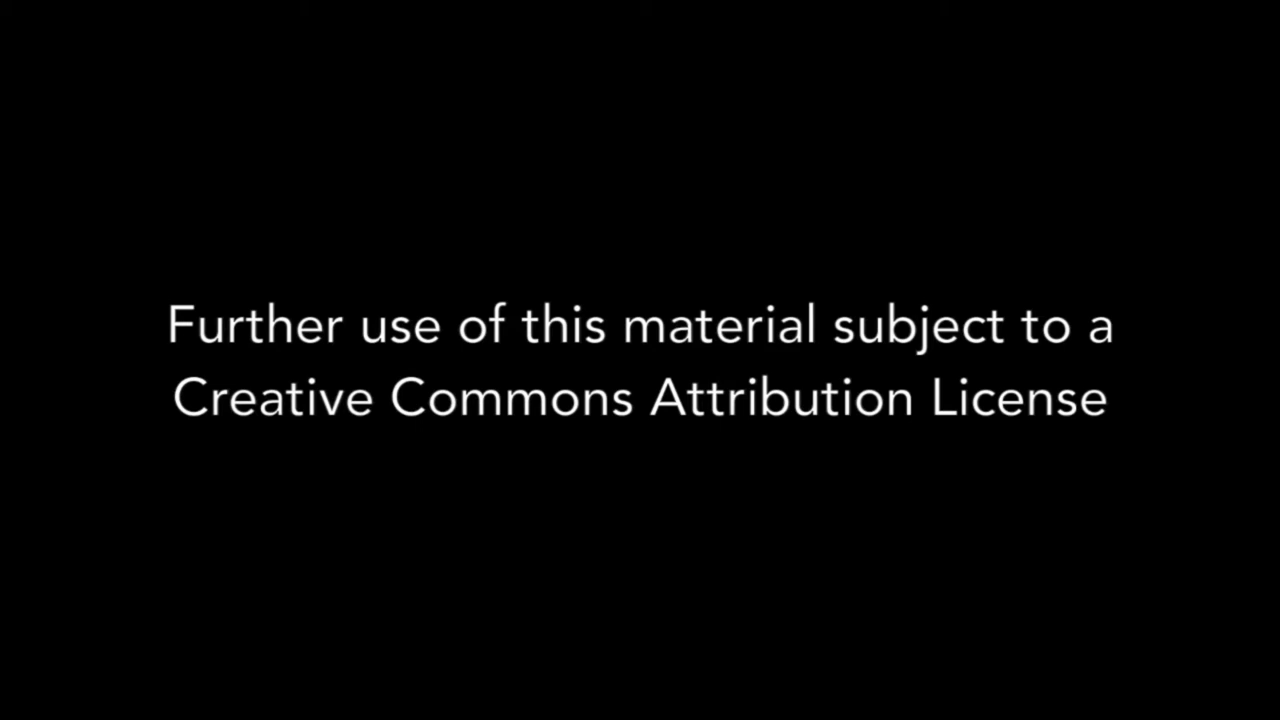 Further use of this material subject to a
Creative Commons Attribution License